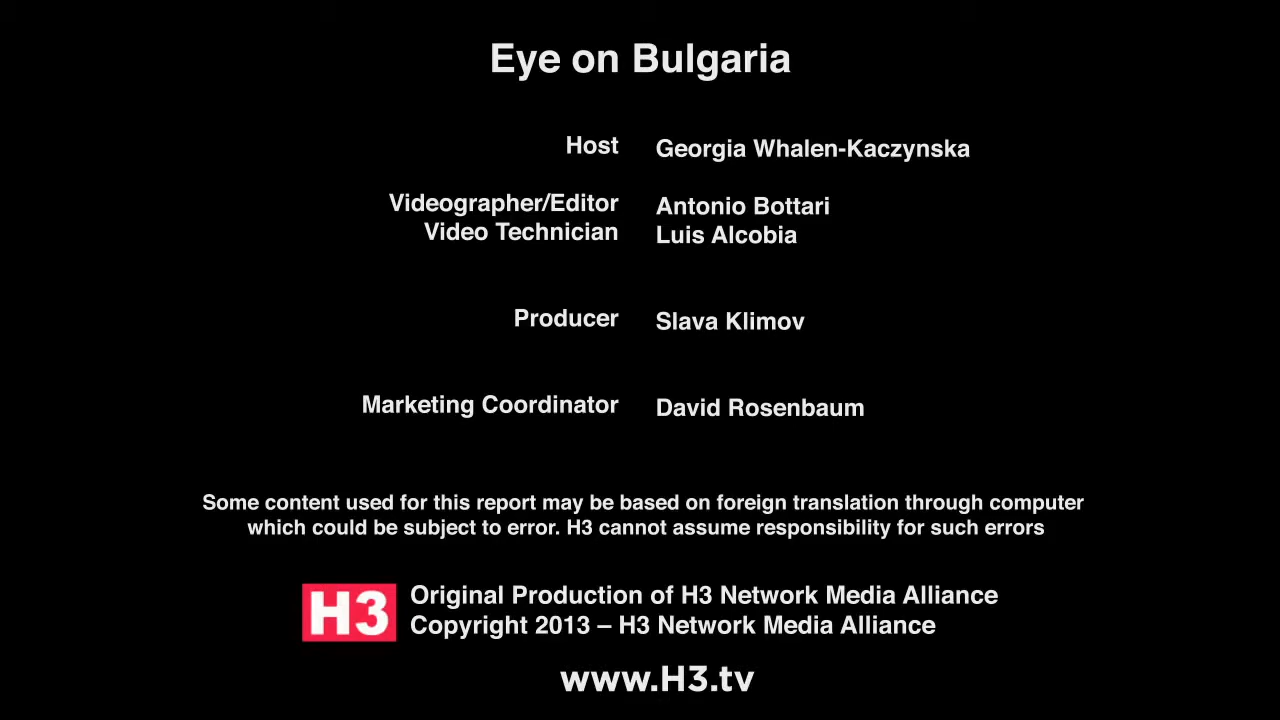 Eye on Bulgaria
Host Georgia Whalen-Kaczynska
Videographer/Editor Antonio Bottari
Video Technician Luis Alcobia
Producer Slava Klimov
Marketing Coordinator David Rosenbaum
Some content used for this report may be based on foreign translation through computer
which could be subject to error. H3 cannot assume responsibility for such errors
H3
Original Production of H3 Network Media Alliance
Copyright 2013 – H3 Network Media Alliance
www.H3.tv